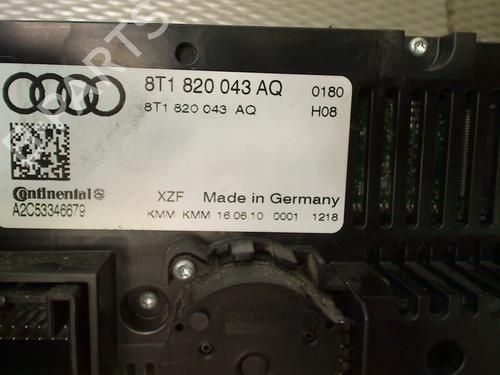 8T1 820 043 AQ 0180
8T1 820 043 AQ H08
Continental
XZF Made in Germany
A2C53346679
KMM KMM 16.06.10 0001 1218
PARTS